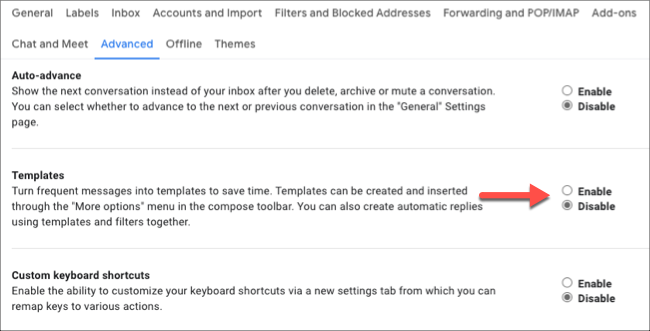 General Labels Inbox Accounts and Import Filters and Blocked Addresses Forwarding and POP/IMAP Add-ons
Chat and Meet Advanced Offline Themes
Auto-advance
Show the next conversation instead of your inbox after you delete, archive or mute a conversation.
You can select whether to advance to the next or previous conversation in the "General" Settings
page.
Enable
Disable
Templates
Turn frequent messages into templates to save time. Templates can be created and inserted
through the "More options" menu in the compose toolbar. You can also create automatic replies
using templates and filters together.
Enable
Disable
Custom keyboard shortcuts
Enable the ability to customize your keyboard shortcuts via a new settings tab from which you can
remap keys to various actions.
Enable
Disable